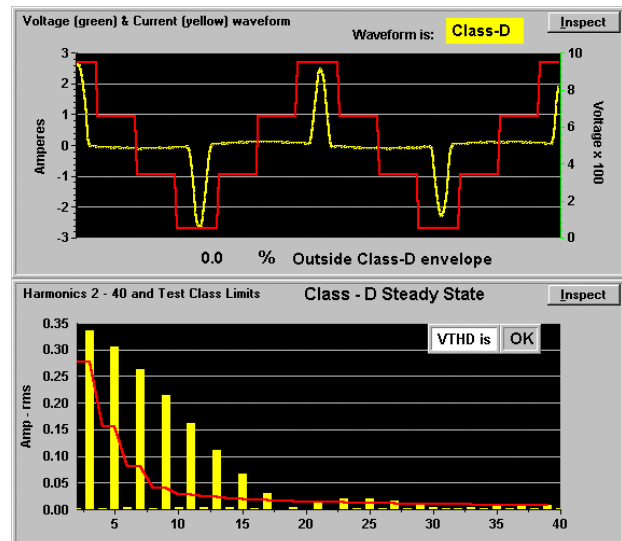 Voltage (green) & Current (yellow) waveform
Waveform is: Class-D
Inspect
3
2
1
0
-1
-2
-3
Amperes
10
8
6
4
2
0
Voltage x 100
0.0 % Outside Class-D envelope
Harmonics 2 - 40 and Test Class Limits
Class - D Steady State
Inspect
VTHD is OK
0.35
0.30
0.25
0.20
0.15
0.10
0.05
0.00
Amp - rms
5 10 15 20 25 30 35 40